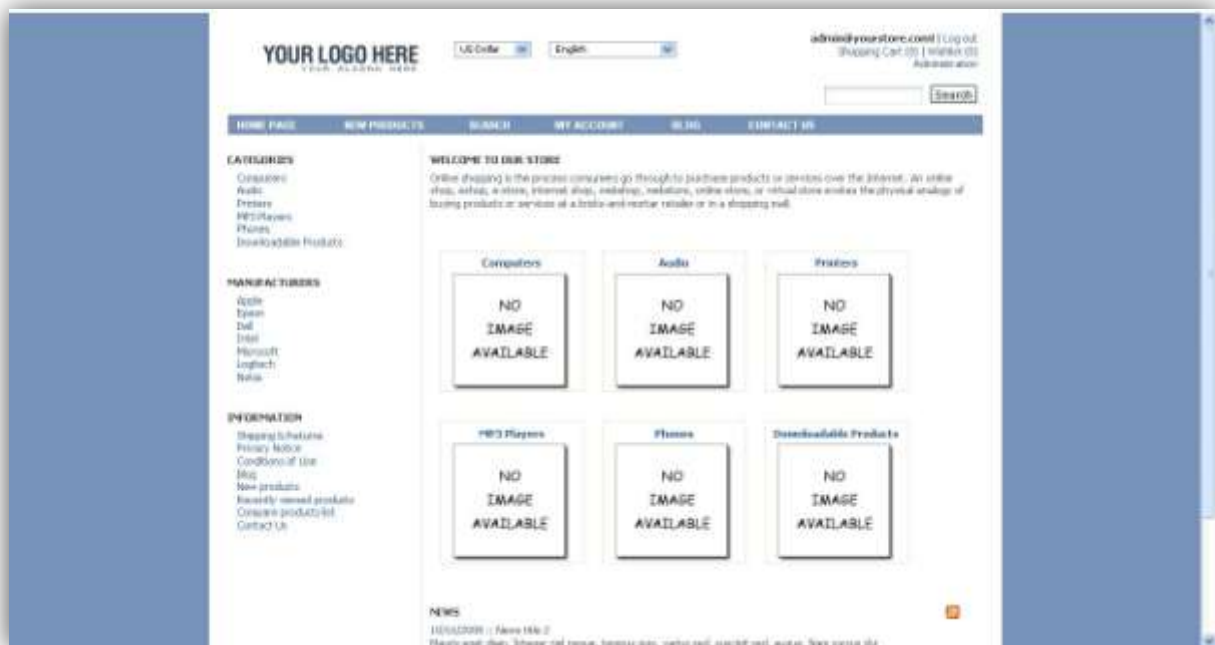 YOUR LOGO HERE
YOUR SLOGAN HERE
US Dollar
English
admin@yourstore.com | Log out
Shopping Cart (0) | Wishlist (0)
Administration
Search
HOME PAGE NEW PRODUCTS SEARCH MY ACCOUNT BLOG CONTACT US
CATEGORIES
Computers
Audio
Printers
MP3 Players
Phones
Downloadable Products
MANUFACTURERS
Apple
Epson
Dell
Intel
Microsoft
Logitech
Nokia
INFORMATION
Shipping & Returns
Privacy Notice
Conditions of Use
Blog
New products
Recently viewed products
Compare products list
Contact Us
WELCOME TO OUR STORE
Online shopping is the process consumers go through to purchase products or services over the Internet. An online
shop, eshop, e-store, internet shop, webshop, webstore, online store, or virtual store evokes the physical analogy of
buying products or services at a bricks-and-mortar retailer or in a shopping mall.
Computers
NO
IMAGE
AVAILABLE
Audio
NO
IMAGE
AVAILABLE
Printers
NO
IMAGE
AVAILABLE
MP3 Players
NO
IMAGE
AVAILABLE
Phones
NO
IMAGE
AVAILABLE
Downloadable Products
NO
IMAGE
AVAILABLE
NEWS
News title 2